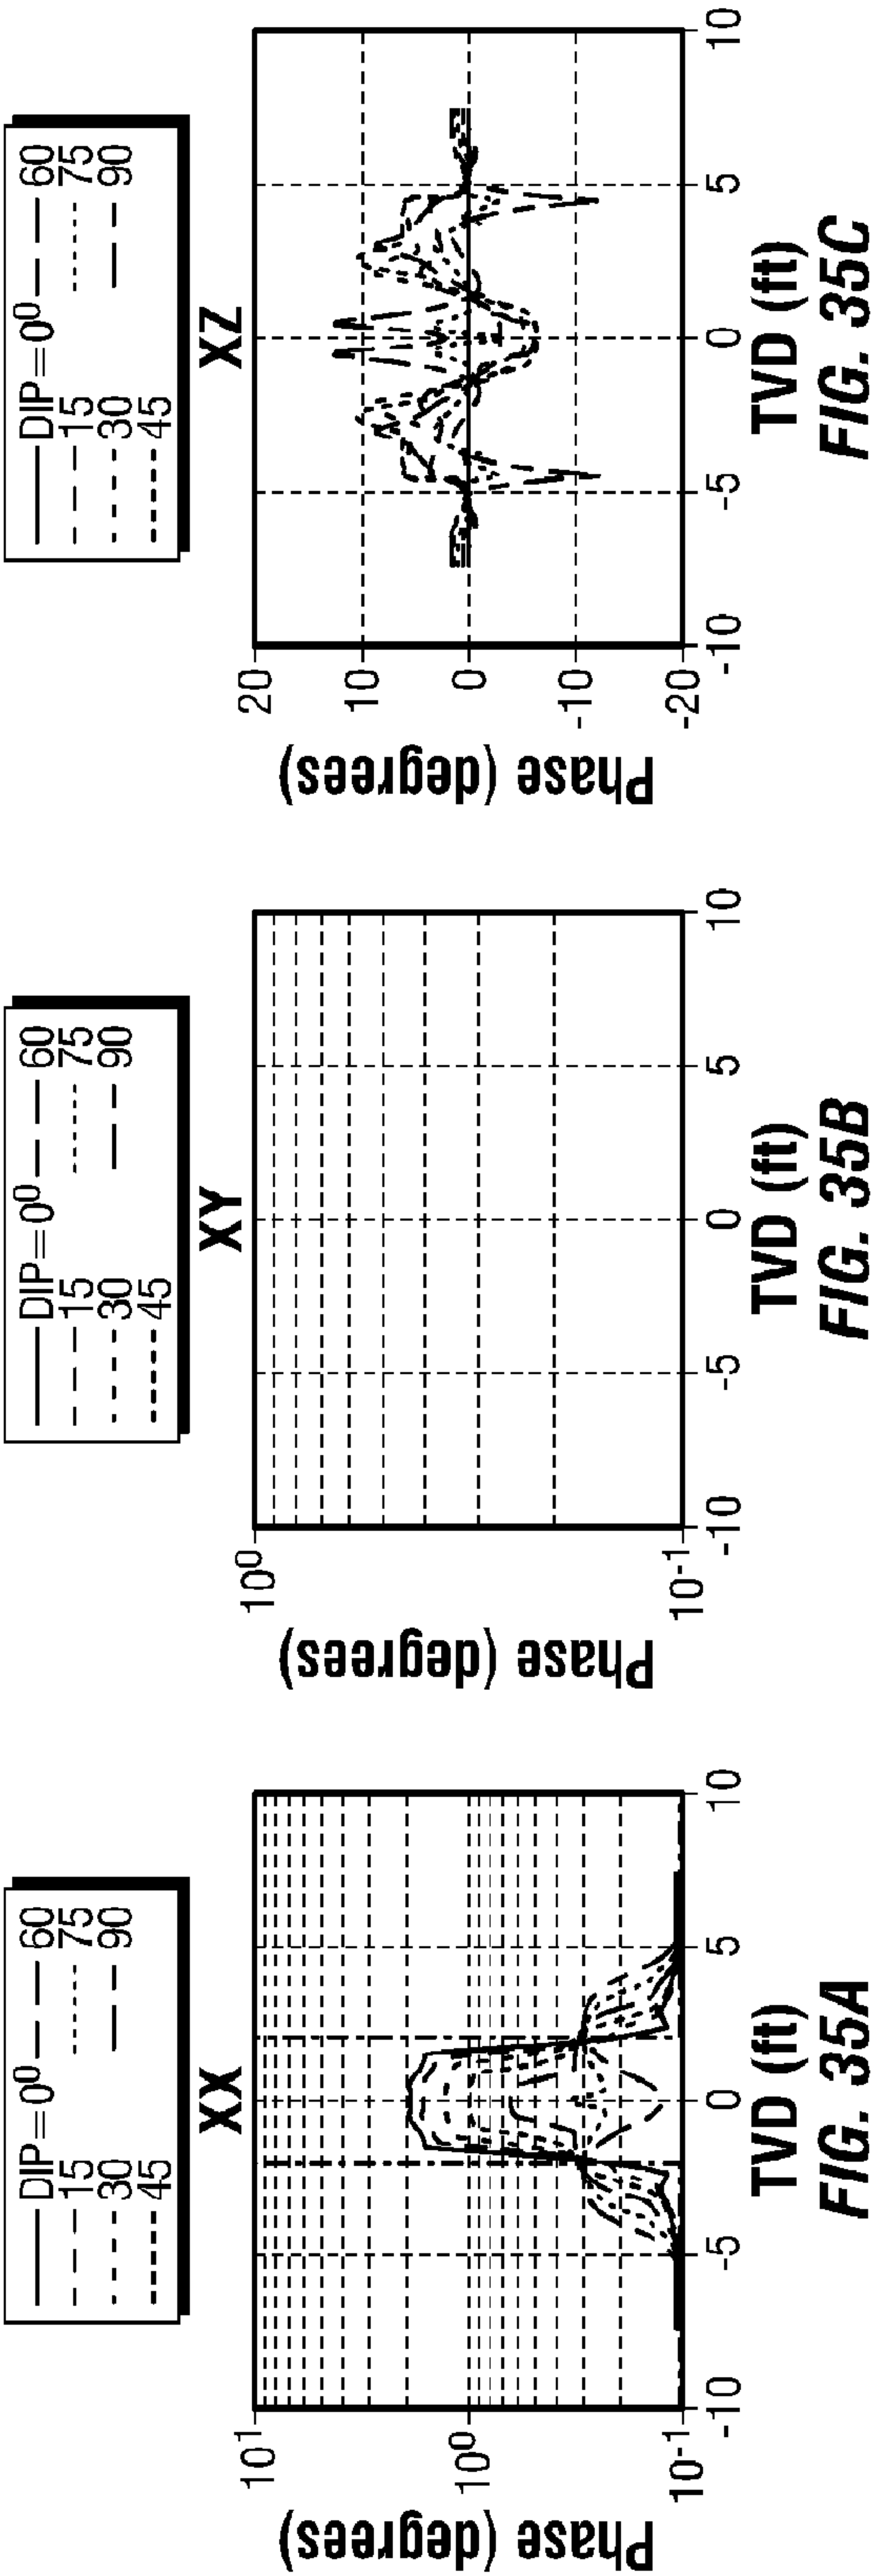 DIP=0⁰ 60
15 75
30 90
45
XX
10¹
10⁰
10⁻¹
Phase (degrees)
-10 -5 0 5 10
TVD (ft)
FIG. 35A
DIP=0⁰ 60
15 75
30 90
45
XY
10⁰
10⁻¹
Phase (degrees)
-10 -5 0 5 10
TVD (ft)
FIG. 35B
DIP=0⁰ 60
15 75
30 90
45
XZ
20
10
0
-10
-20
Phase (degrees)
-10 -5 0 5 10
TVD (ft)
FIG. 35C